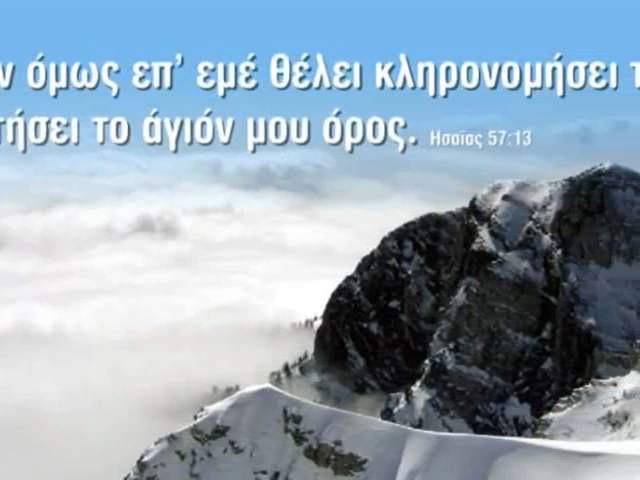 ν όμως επ’ εμέ θέλει κληρονομήσει τ
τήσει το άγιόν μου όρος. Ησαΐας 57:13